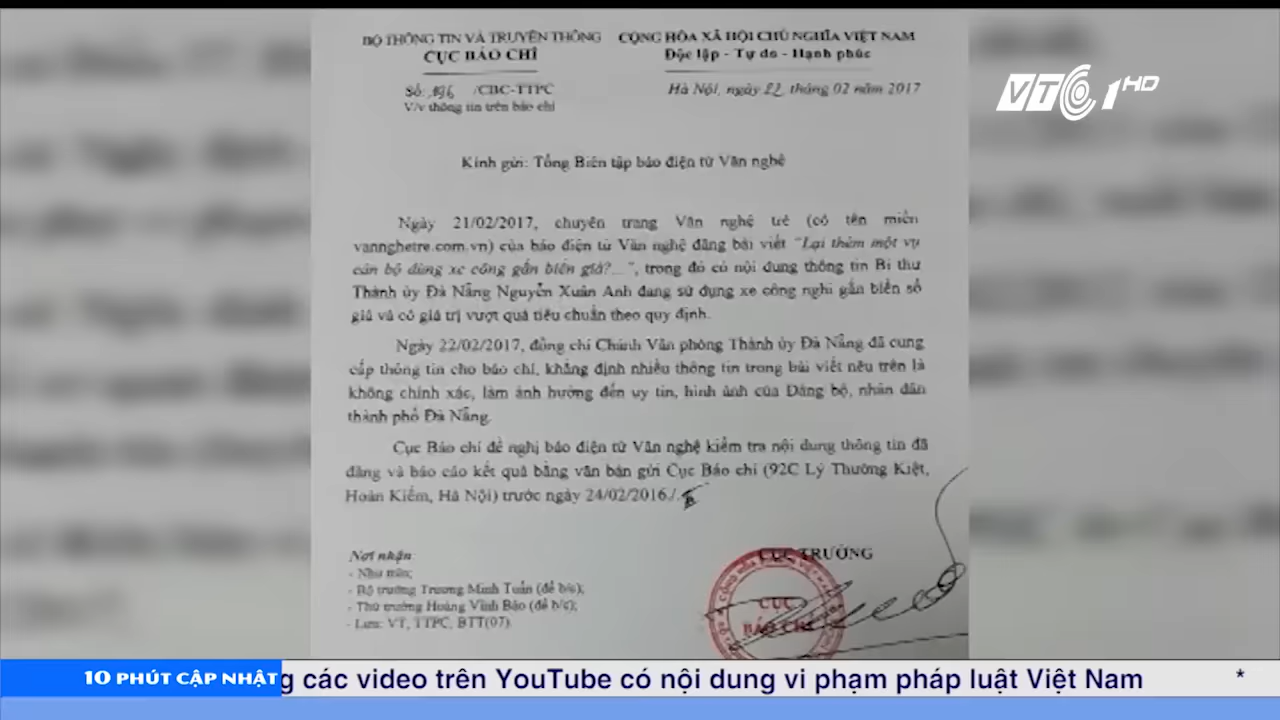 BỘ THÔNG TIN VÀ TRUYỀN THÔNG
CỤC BÁO CHÍ
CỘNG HÒA XÃ HỘI CHỦ NGHĨA VIỆT NAM
Độc lập - Tự do - Hạnh phúc
Số: /CBC-TTPC
V/v thông tin trên báo chí
Hà Nội, ngày 22 tháng 02 năm 2017
VTC1 HD
Kính gửi: Tổng Biên tập báo điện tử Văn nghệ
Ngày 21/02/2017, chuyên trang Văn nghệ trẻ (có tên miền
vannghetre.com.vn) của báo điện tử Văn nghệ đăng bài viết "Lại thêm một vụ
cán bộ dùng xe công gắn biển giả?...", trong đó có nội dung thông tin Bí thư
Thành ủy Đà Nẵng Nguyễn Xuân Anh đang sử dụng xe công nghi gắn biển số
giả và có giá trị vượt quá tiêu chuẩn theo quy định.
Ngày 22/02/2017, đồng chí Chánh Văn phòng Thành ủy Đà Nẵng đã cung
cấp thông tin cho báo chí, khẳng định nhiều thông tin trong bài viết nêu trên là
không chính xác, làm ảnh hưởng đến uy tín, hình ảnh của Đảng bộ, nhân dân
thành phố Đà Nẵng.
Cục Báo chí đề nghị báo điện tử Văn nghệ kiểm tra nội dung thông tin đã
đăng và báo cáo kết quả bằng văn bản gửi Cục Báo chí (92C Lý Thường Kiệt,
Hoàn Kiếm, Hà Nội) trước ngày 24/02/2016./.
Nơi nhận:
- Như trên;
- Bộ trưởng Trương Minh Tuấn (để b/c);
- Thứ trưởng Hoàng Vĩnh Bảo (để b/c);
- Lưu: VT, TTPC, BTT(07).
CỤC TRƯỞNG
CỤC
BÁO CHÍ
10 PHÚT CẬP NHẬT
g các video trên YouTube có nội dung vi phạm pháp luật Việt Nam *